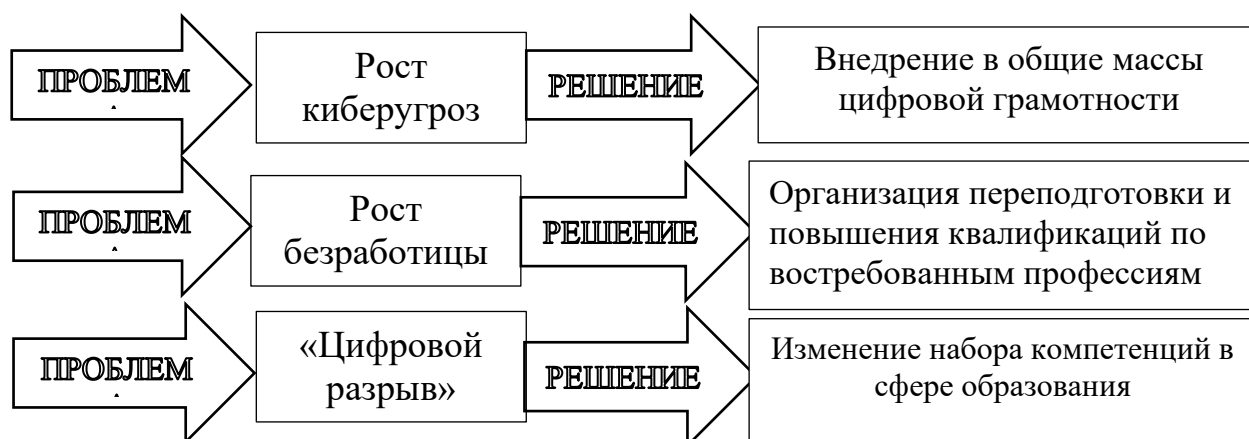 ПРОБЛЕМ
Рост
киберугроз
РЕШЕНИЕ
Внедрение в общие массы
цифровой грамотности
ПРОБЛЕМ
Рост
безработицы
РЕШЕНИЕ
Организация переподготовки и
повышения квалификаций по
востребованным профессиям
ПРОБЛЕМ
«Цифровой
разрыв»
РЕШЕНИЕ
Изменение набора компетенций в
сфере образования